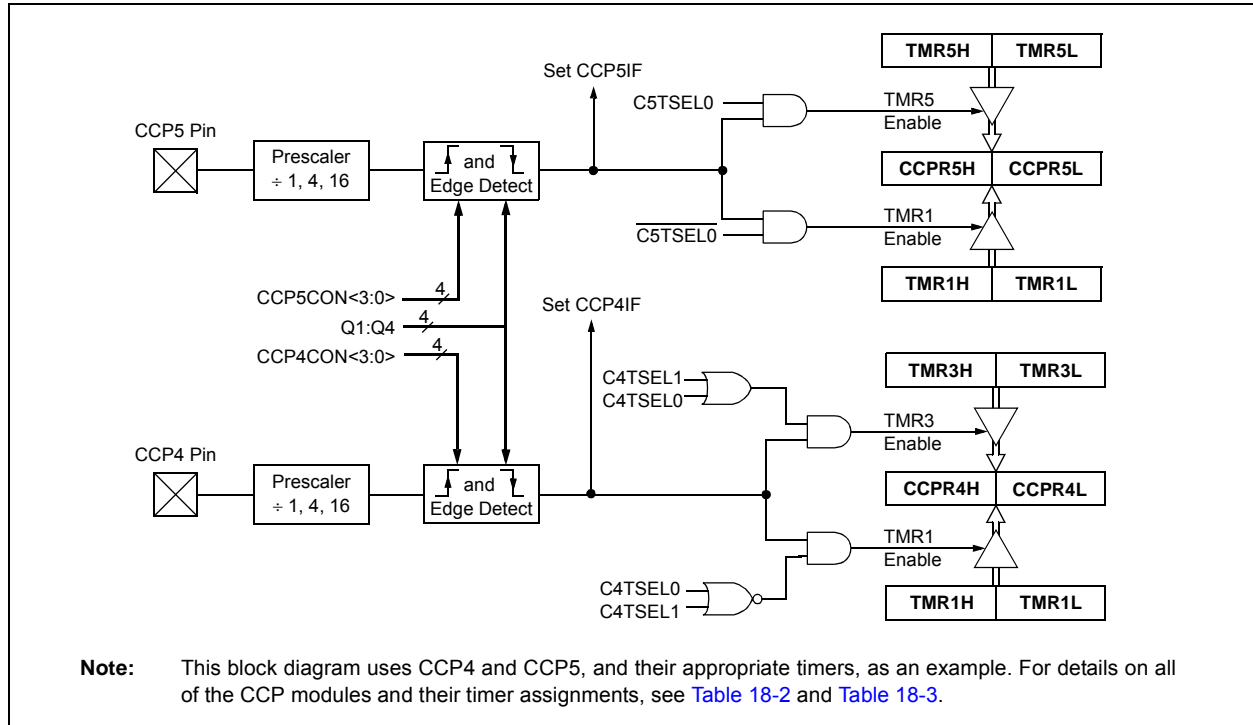 TMR5H TMR5L
Set CCP5IF
C5TSEL0
TMR5
Enable
CCP5 Pin
Prescaler
÷ 1, 4, 16
and
Edge Detect
CCPR5H CCPR5L
C5TSEL0
TMR1
Enable
TMR1H TMR1L
CCP5CON<3:0> 4
Q1:Q4 4
CCP4CON<3:0> 4
Set CCP4IF
TMR3H TMR3L
C4TSEL1
C4TSEL0
TMR3
Enable
CCP4 Pin
Prescaler
÷ 1, 4, 16
and
Edge Detect
CCPR4H CCPR4L
TMR1
Enable
C4TSEL0
C4TSEL1
TMR1H TMR1L
Note: This block diagram uses CCP4 and CCP5, and their appropriate timers, as an example. For details on all
of the CCP modules and their timer assignments, see Table 18-2 and Table 18-3.